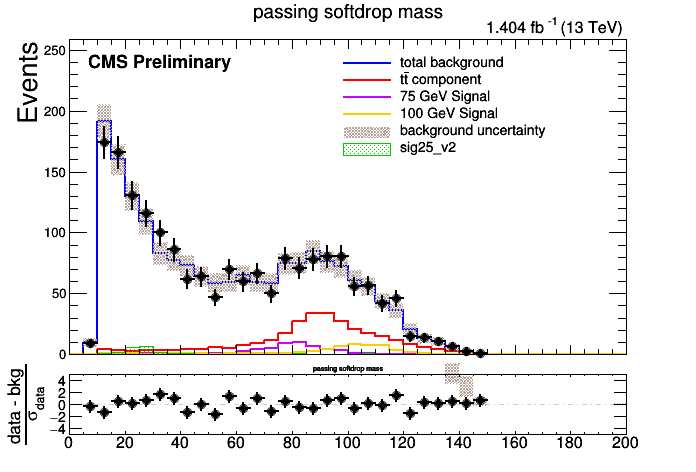 passing softdrop mass
1.404 fb⁻¹ (13 TeV)
CMS Preliminary
Events
total background
tt̄ component
75 GeV Signal
100 GeV Signal
background uncertainty
sig25_v2
250
200
150
100
50
0
passing softdrop mass
data - bkg
σ data
4
2
0
−2
−4
0 20 40 60 80 100 120 140 160 180 200